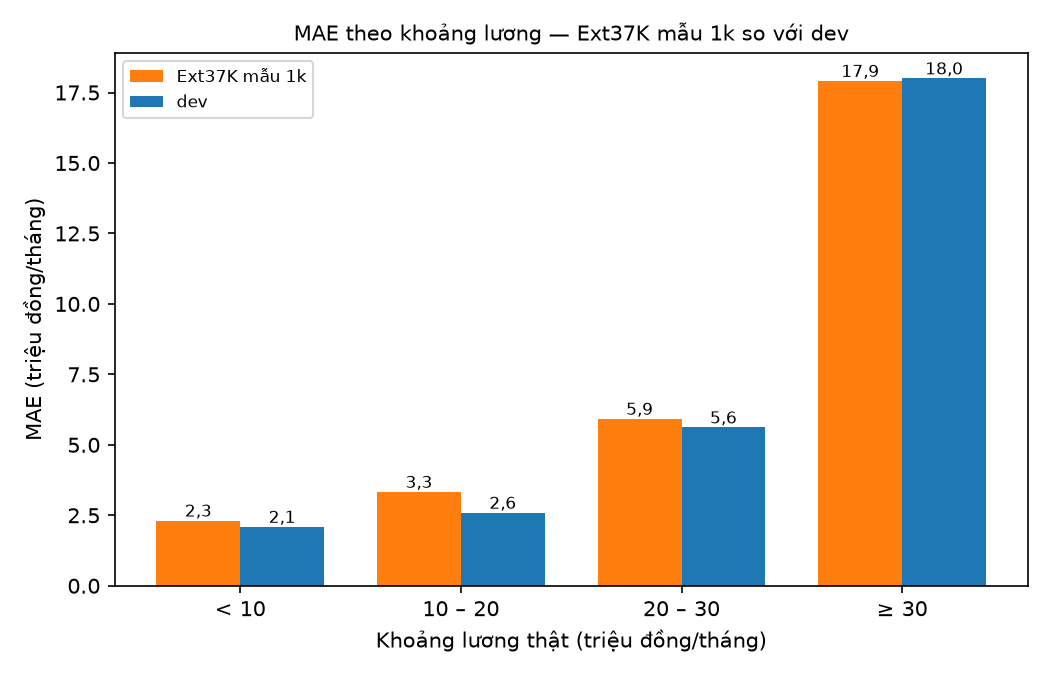 MAE theo khoảng lương — Ext37K mẫu 1k so với dev
Ext37K mẫu 1k
dev
MAE (triệu đồng/tháng)
17.5
15.0
12.5
10.0
7.5
5.0
2.5
0.0
2,3
2,1
3,3
2,6
5,9
5,6
17,9
18,0
< 10
10 – 20
20 – 30
≥ 30
Khoảng lương thật (triệu đồng/tháng)